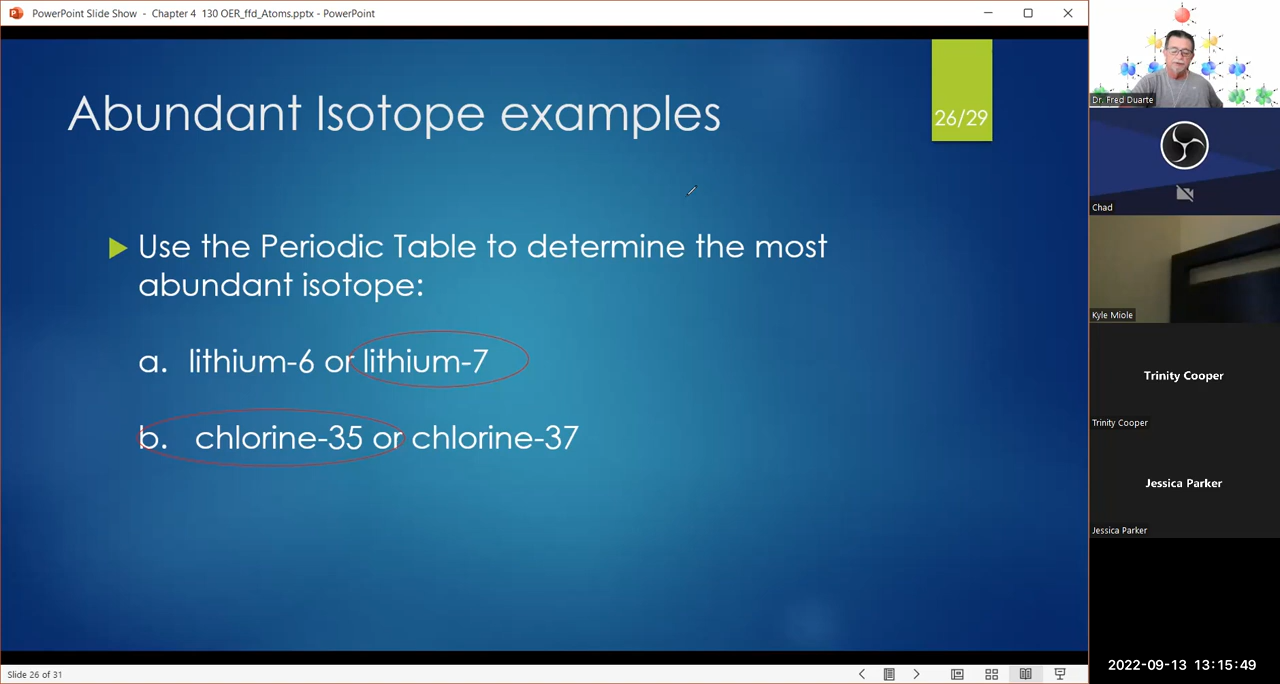 PowerPoint Slide Show - Chapter 4 130 OER_ffd_Atoms.pptx - PowerPoint
Abundant Isotope examples
26/29
Use the Periodic Table to determine the most
abundant isotope:
a. lithium-6 or lithium-7
b. chlorine-35 or chlorine-37
Slide 26 of 31
Dr. Fred Duarte
Chad
Kyle Miole
Trinity Cooper
Trinity Cooper
Jessica Parker
Jessica Parker
2022-09-13 13:15:49